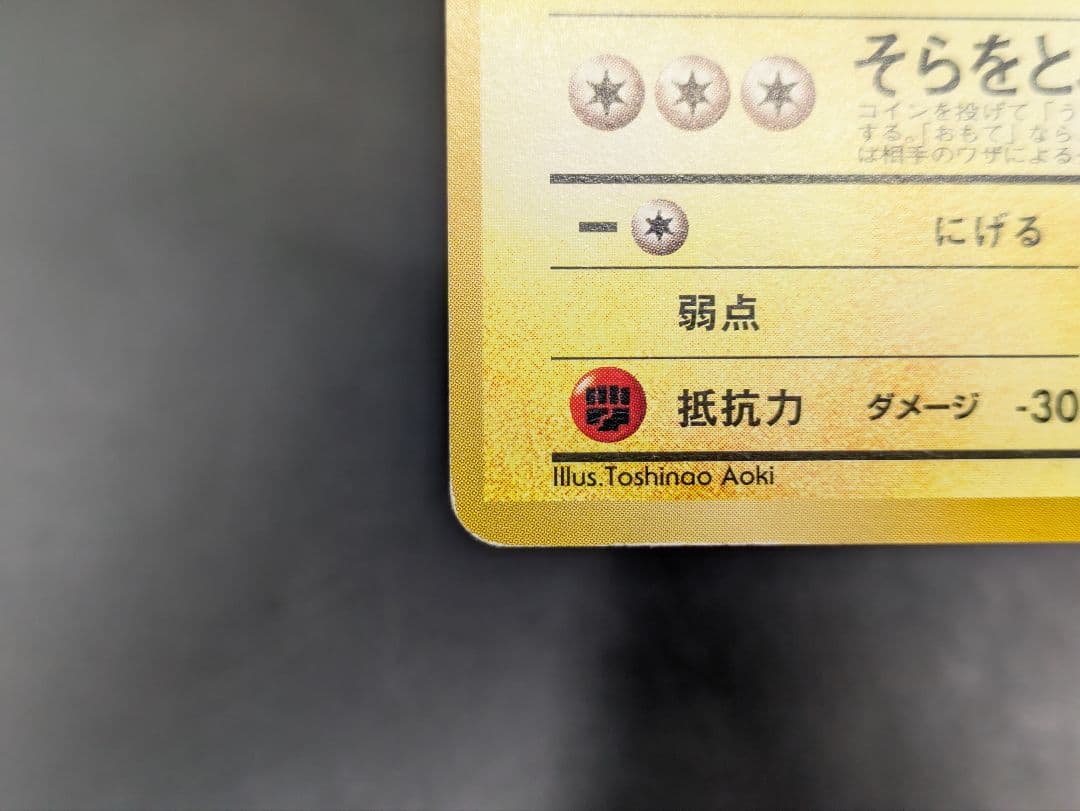 そらをと
コインを投げて「う
する。「おもて」なら
は相手のワザによる
にげる
弱点
抵抗力 ダメージ -30
Illus.Toshinao Aoki